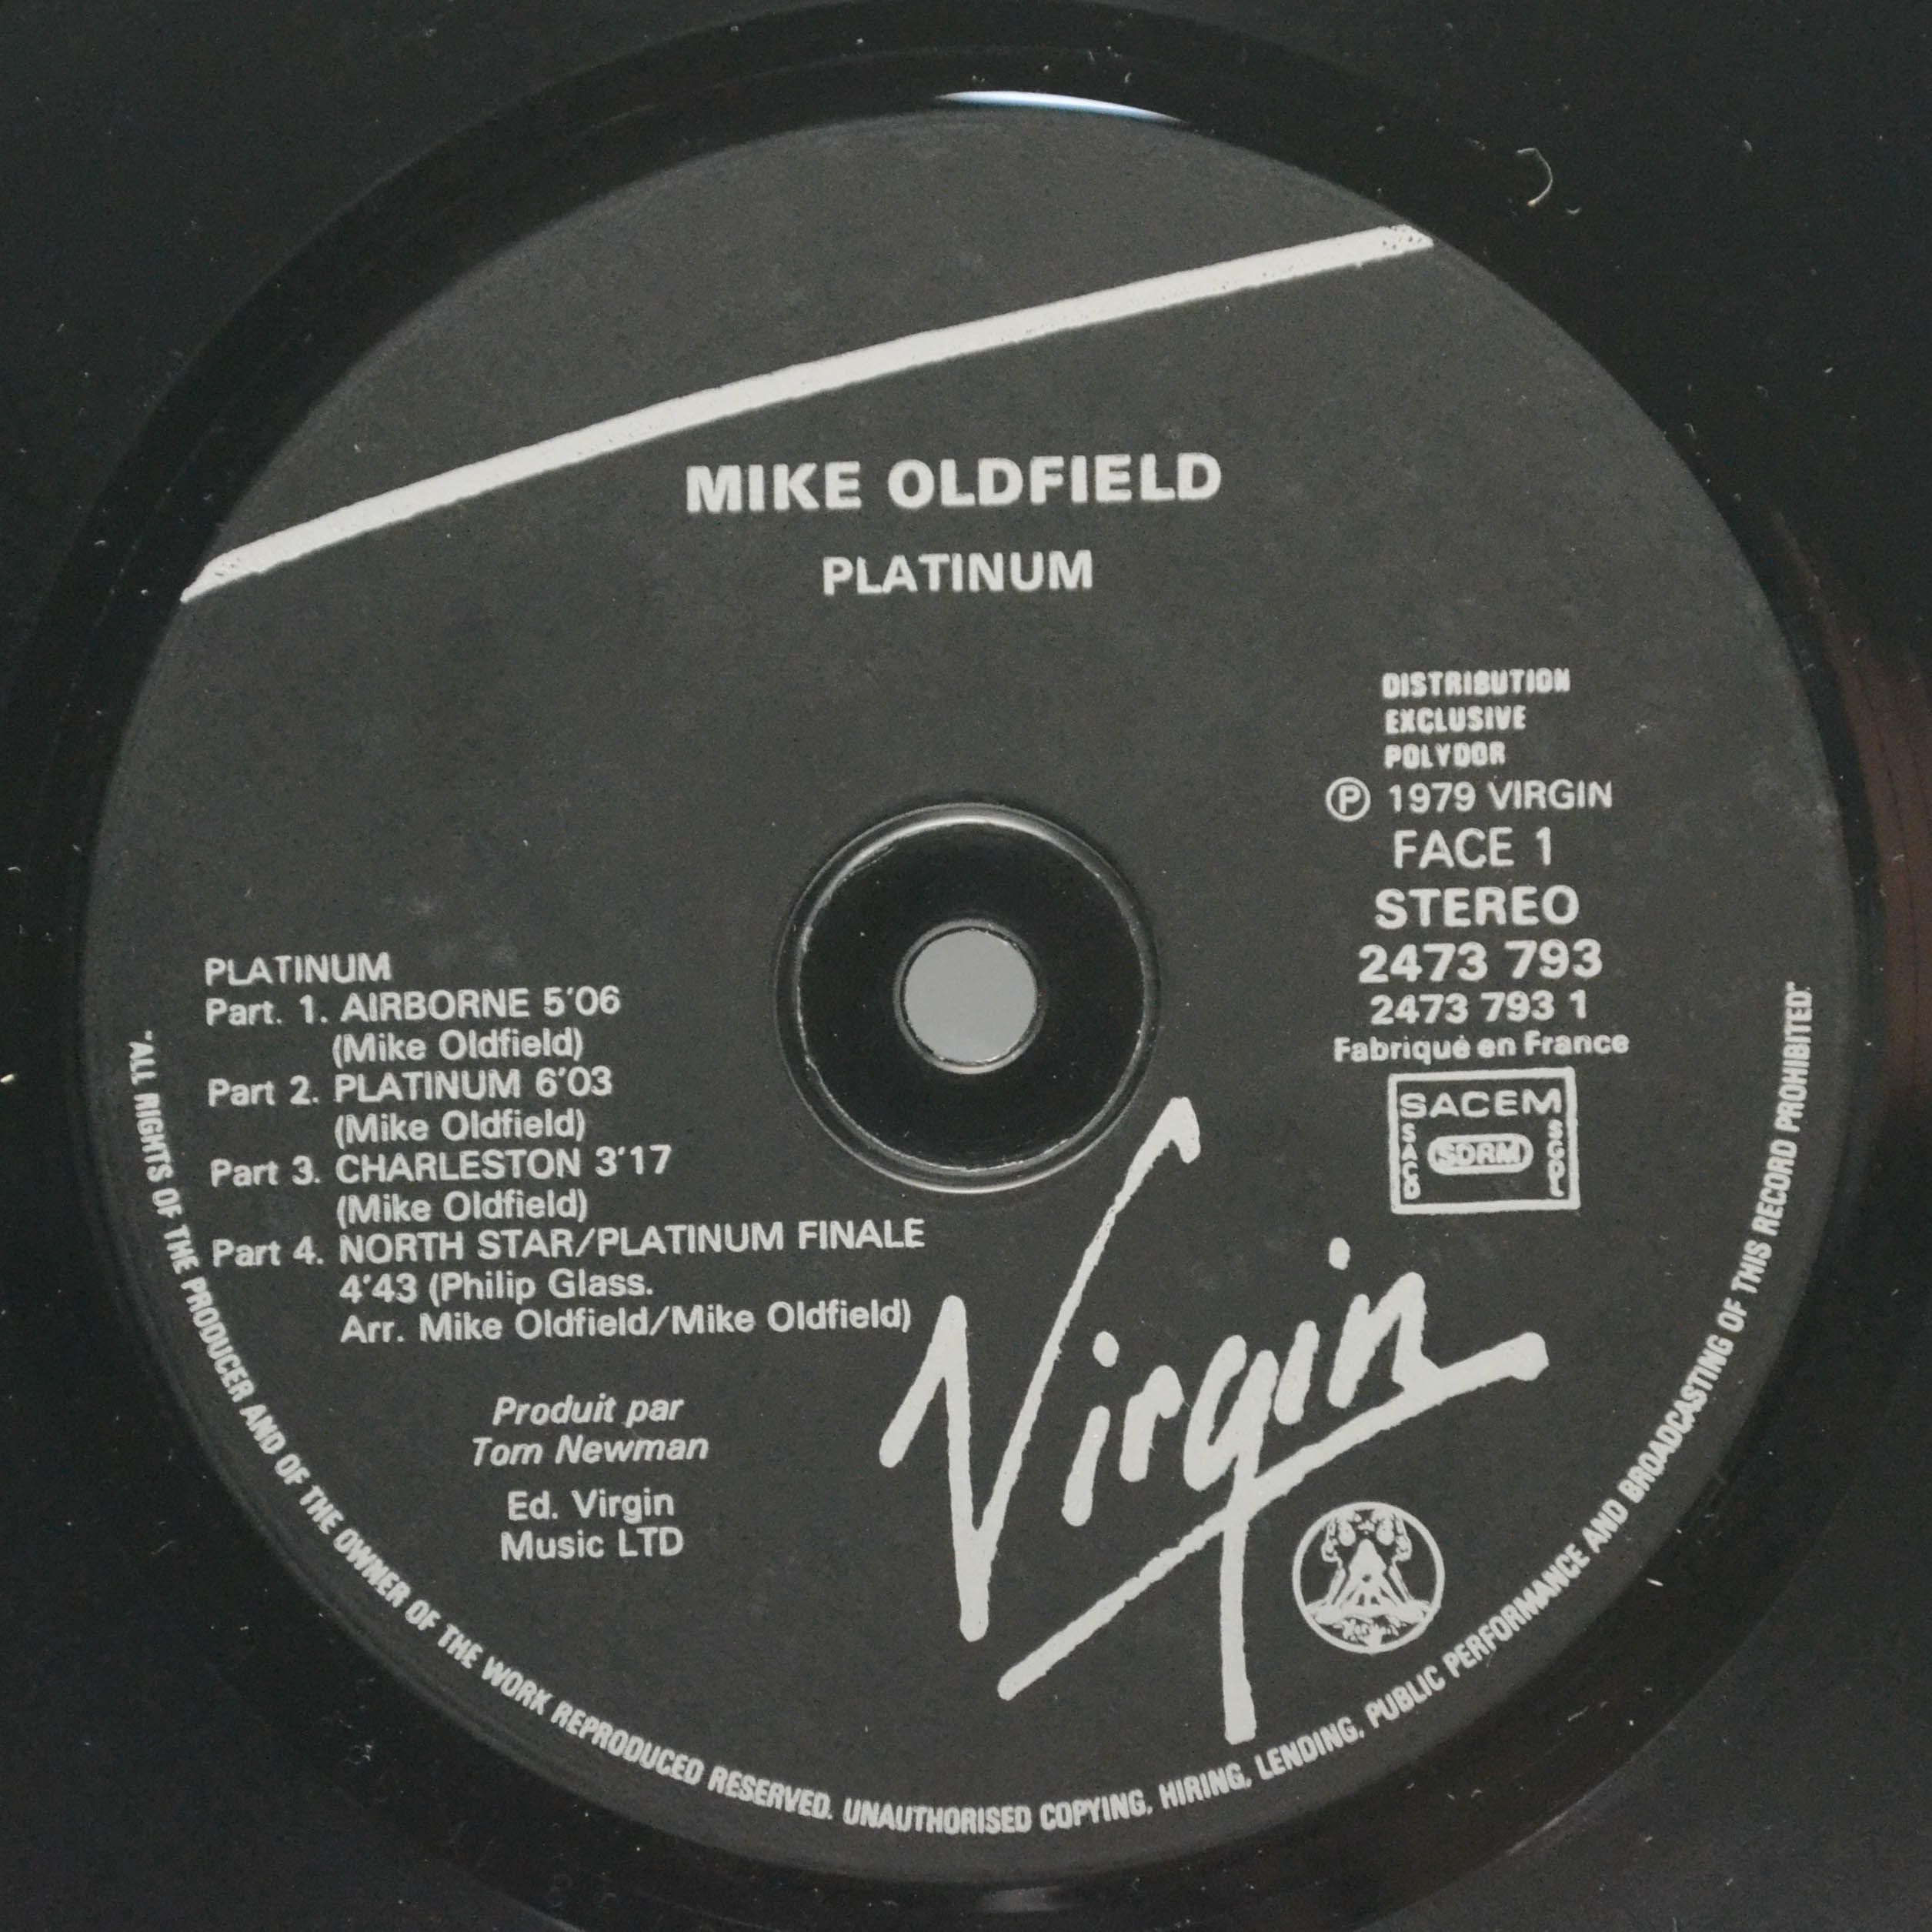 MIKE OLDFIELD
PLATINUM
DISTRIBUTION
EXCLUSIVE
POLYDOR
Ⓟ 1979 VIRGIN
FACE 1
STEREO
2473 793
2473 793 1
Fabriqué en France
SACEM
SACD
SDRM
SGDL
PLATINUM
Part. 1. AIRBORNE 5'06
(Mike Oldfield)
Part 2. PLATINUM 6'03
(Mike Oldfield)
Part 3. CHARLESTON 3'17
(Mike Oldfield)
Part 4. NORTH STAR/PLATINUM FINALE
4'43 (Philip Glass.
Arr. Mike Oldfield/Mike Oldfield)
Produit par
Tom Newman
Ed. Virgin
Music LTD
Virgin
"ALL RIGHTS OF THE PRODUCER AND OF THE OWNER OF THE WORK REPRODUCED RESERVED. UNAUTHORISED COPYING, HIRING, LENDING, PUBLIC PERFORMANCE AND BROADCASTING OF THIS RECORD PROHIBITED".